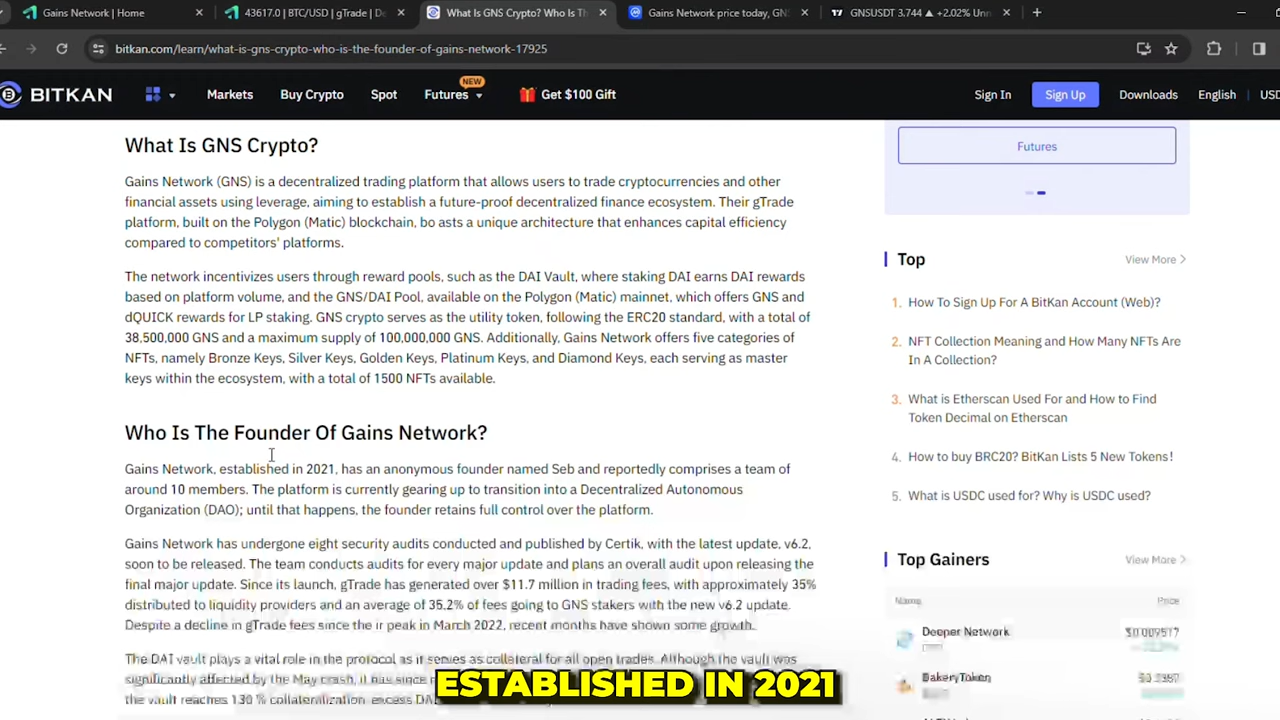 Gains Network | Home
43617.0 | BTC/USD | gTrade | De
What Is GNS Crypto? Who Is Th
Gains Network price today, GNS
GNSUSDT 3.744 ▲ +2.02% Unn
bitkan.com/learn/what-is-gns-crypto-who-is-the-founder-of-gains-network-17925
BITKAN
Markets
Buy Crypto
Spot
Futures
NEW
Get $100 Gift
Sign In
Sign Up
Downloads
English
USD
What Is GNS Crypto?
Gains Network (GNS) is a decentralized trading platform that allows users to trade cryptocurrencies and other
financial assets using leverage, aiming to establish a future-proof decentralized finance ecosystem. Their gTrade
platform, built on the Polygon (Matic) blockchain, bo asts a unique architecture that enhances capital efficiency
compared to competitors' platforms.
The network incentivizes users through reward pools, such as the DAI Vault, where staking DAI earns DAI rewards
based on platform volume, and the GNS/DAI Pool, available on the Polygon (Matic) mainnet, which offers GNS and
dQUICK rewards for LP staking. GNS crypto serves as the utility token, following the ERC20 standard, with a total of
38,500,000 GNS and a maximum supply of 100,000,000 GNS. Additionally, Gains Network offers five categories of
NFTs, namely Bronze Keys, Silver Keys, Golden Keys, Platinum Keys, and Diamond Keys, each serving as master
keys within the ecosystem, with a total of 1500 NFTs available.
Who Is The Founder Of Gains Network?
Gains Network, established in 2021, has an anonymous founder named Seb and reportedly comprises a team of
around 10 members. The platform is currently gearing up to transition into a Decentralized Autonomous
Organization (DAO); until that happens, the founder retains full control over the platform.
Gains Network has undergone eight security audits conducted and published by Certik, with the latest update, v6.2,
soon to be released. The team conducts audits for every major update and plans an overall audit upon releasing the
final major update. Since its launch, gTrade has generated over $11.7 million in trading fees, with approximately 35%
distributed to liquidity providers and an average of 35.2% of fees going to GNS stakers with the new v6.2 update.
Despite a decline in gTrade fees since the ir peak in March 2022, recent months have shown some growth.
The DAI vault plays a vital role in the protocol as it serves as collateral for all open trades. Although the vault was
significantly affected by the May crash, it has since
the vault reaches 130 % collateralization excess
ESTABLISHED IN 2021
Futures
Top
View More
1. How To Sign Up For A BitKan Account (Web)?
2. NFT Collection Meaning and How Many NFTs Are
In A Collection?
3. What is Etherscan Used For and How to Find
Token Decimal on Etherscan
4. How to buy BRC20? BitKan Lists 5 New Tokens!
5. What is USDC used for? Why is USDC used?
Top Gainers
View More
Name
Price
Deeper Network
BakeryToken